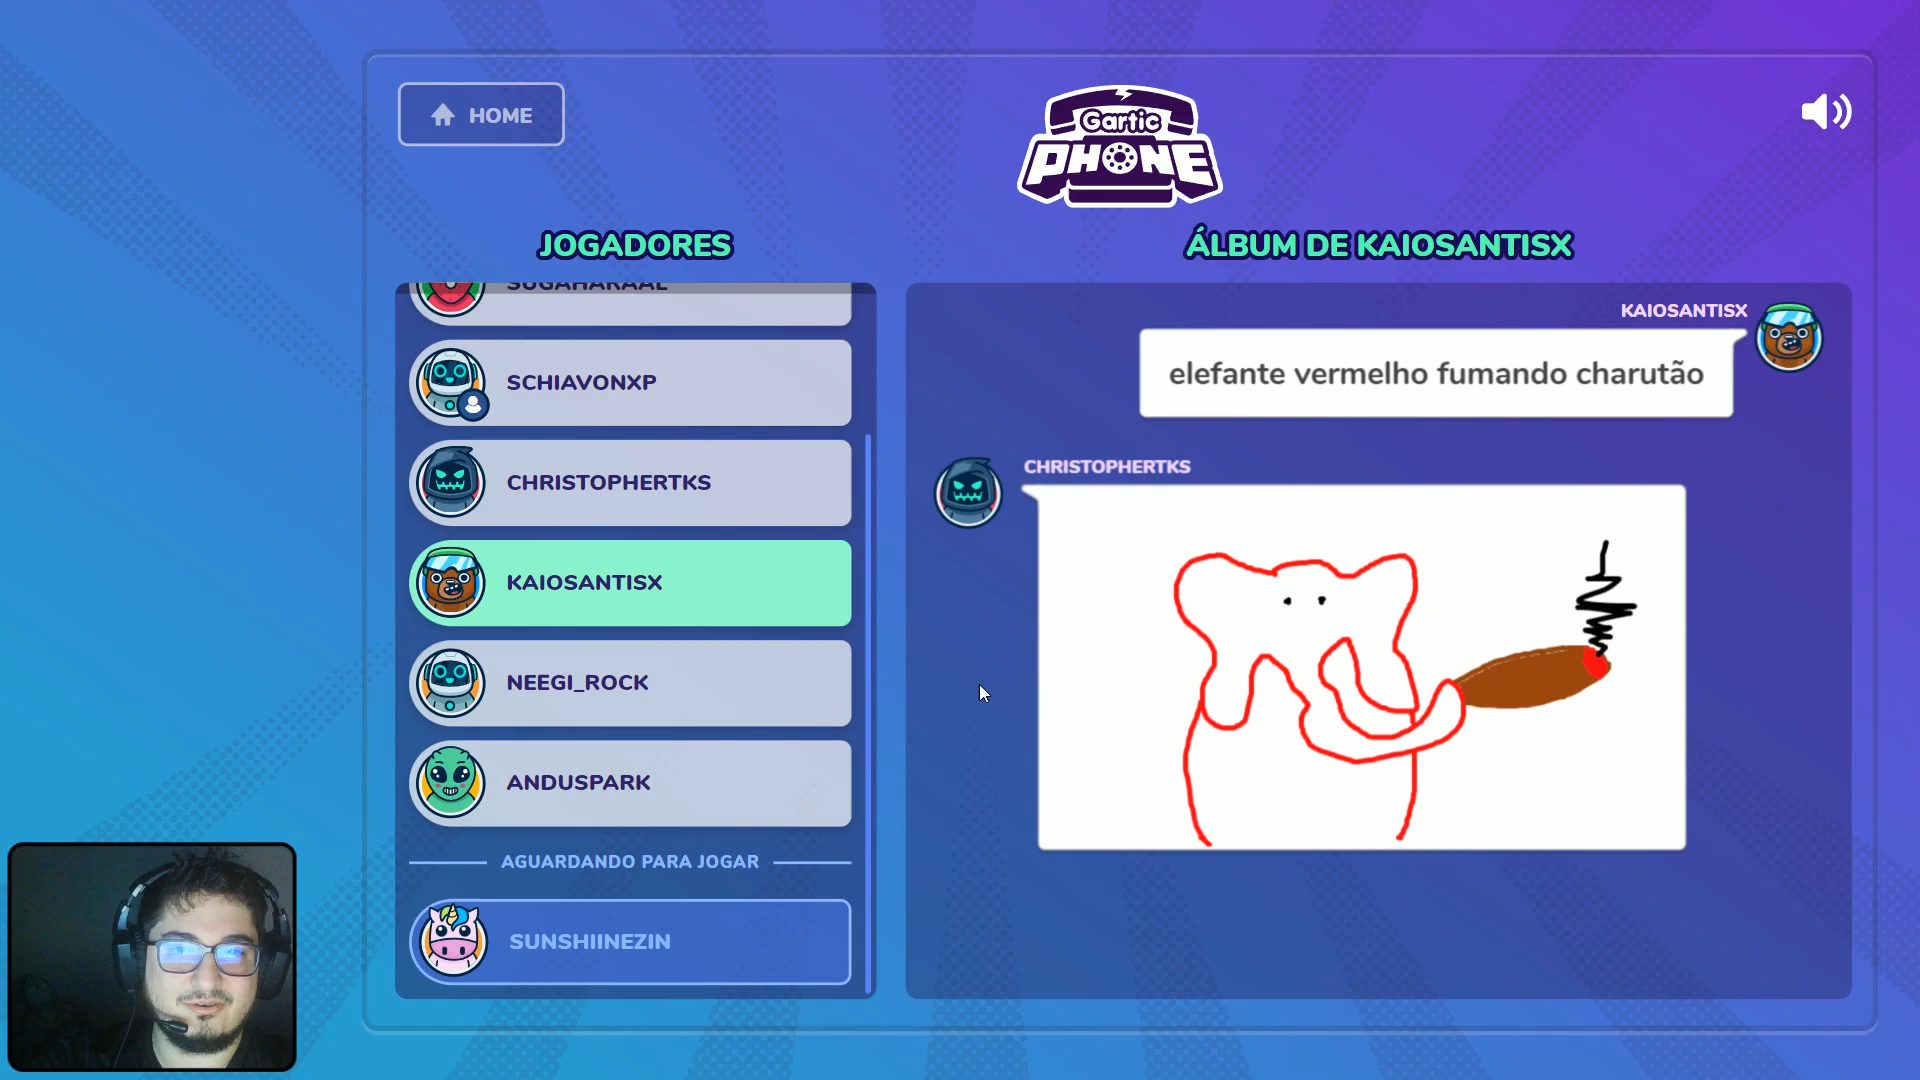 HOME
Gartic
PHONE
JOGADORES
SUGAHARAAL
SCHIAVONXP
CHRISTOPHERTKS
KAIOSANTISX
NEEGI_ROCK
ANDUSPARK
AGUARDANDO PARA JOGAR
SUNSHIINEZIN
ÁLBUM DE KAIOSANTISX
KAIOSANTISX
elefante vermelho fumando charutão
CHRISTOPHERTKS